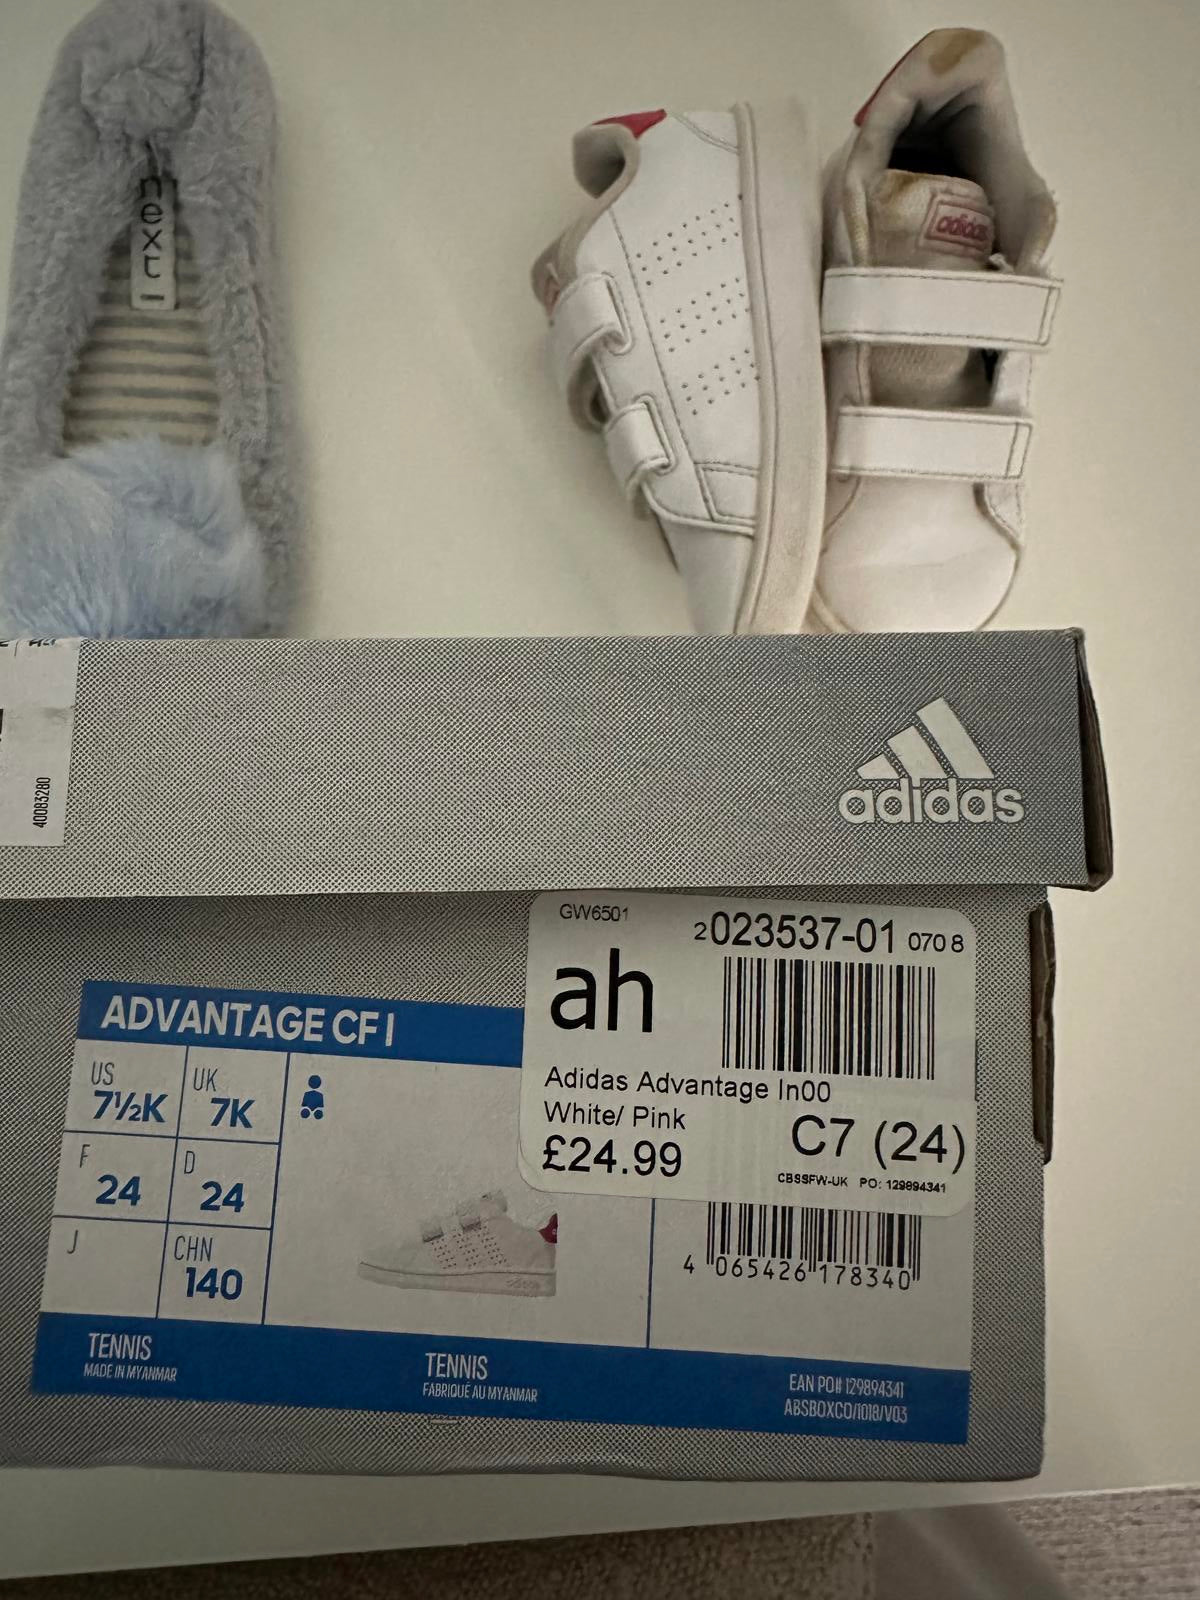 next
adidas
adidas
40083280
GW6501
2023537-01 0708
ah
Adidas Advantage In00
White/ Pink
£24.99
C7 (24)
CBSSFW-UK PO: 129894341
ADVANTAGE CF I
US
7½K
UK
7K
F
24
D
24
J
CHN
140
4 065426 178340
TENNIS
MADE IN MYANMAR
TENNIS
FABRIQUÉ AU MYANMAR
EAN PO# 129894341
ABSBOXCO/1018/V03